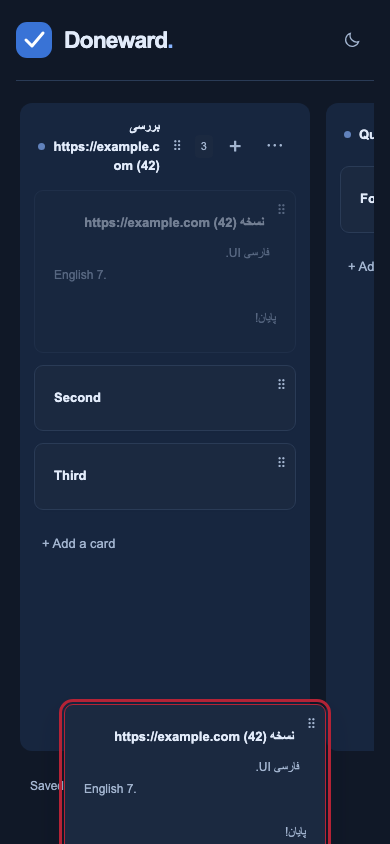 Doneward.
بررسی
https://example.c
om (42)
3
نسخه https://example.com (42)
فارسی UI.
English 7.
پایان!
Second
Third
+ Add a card
Qu
Fo
+ Ad
Saved
نسخه https://example.com (42)
فارسی UI.
English 7.
پایان!